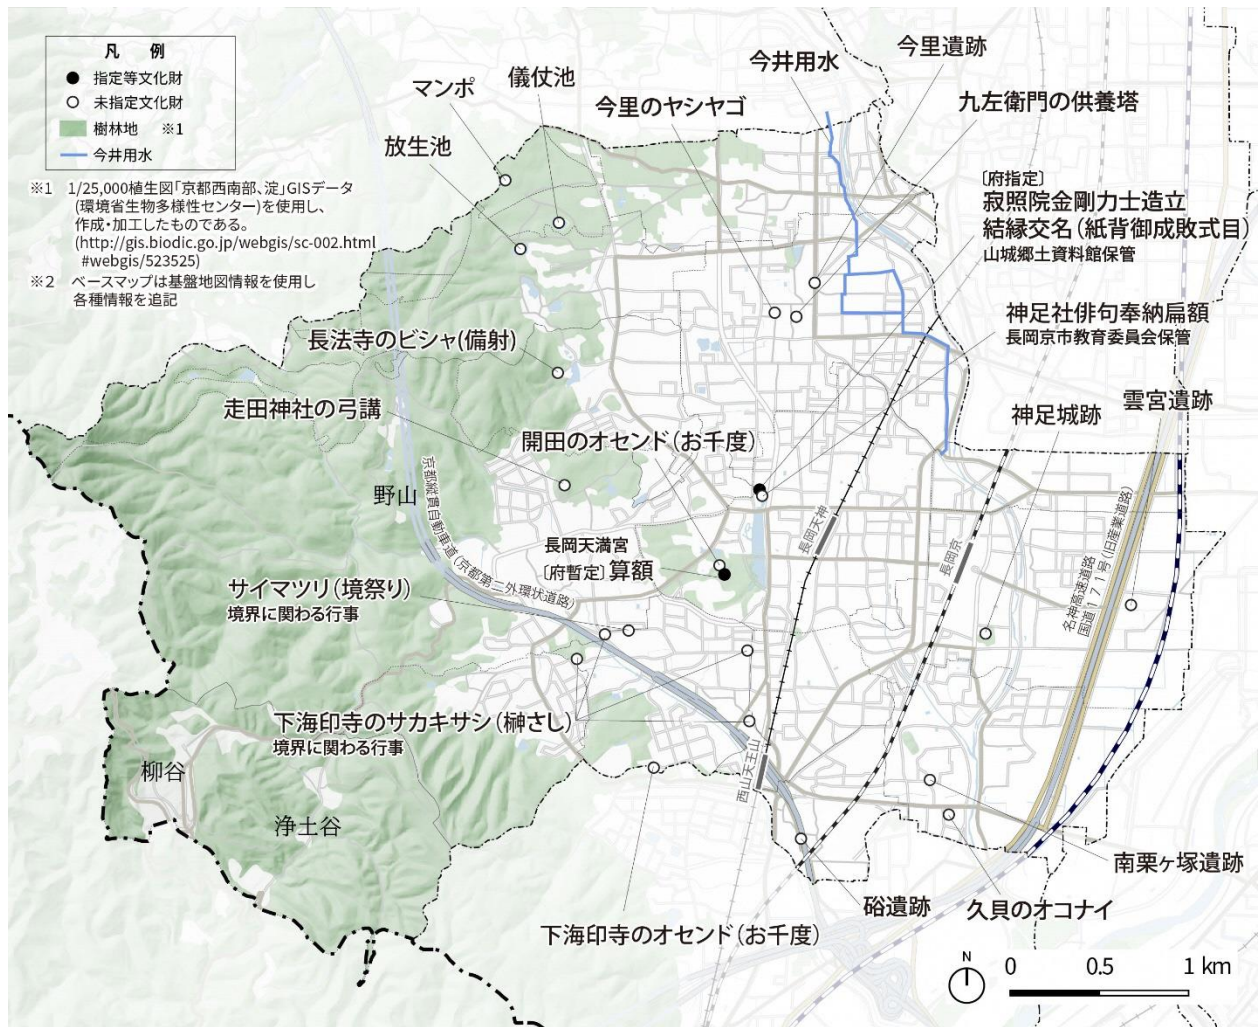 凡　例
指定等文化財
未指定文化財
樹林地　※1
今井用水
※1　1/25,000植生図「京都西南部、淀」GISデータ
(環境省生物多様性センター)を使用し、
作成・加工したものである。
(http://gis.biodic.go.jp/webgis/sc-002.html
#webgis/523525)
※2　ベースマップは基盤地図情報を使用し
各種情報を追記
マンポ
儀仗池
放生池
今里のヤシヤゴ
今井用水
今里遺跡
九左衛門の供養塔
〔府指定〕
寂照院金剛力士造立
結縁交名(紙背御成敗式目)
山城郷土資料館保管
神足社俳句奉納扁額
長岡京市教育委員会保管
長法寺のビシャ(備射)
走田神社の弓講
開田のオセンド(お千度)
神足城跡
雲宮遺跡
野山
京都縦貫自動車道(京都第二外環状道路)
長岡天満宮
〔府暫定〕算額
長岡天神
長岡京
名神高速道路
国道171号(旧産業道路)
サイマツリ(境祭り)
境界に関わる行事
下海印寺のサカキサシ(榊さし)
境界に関わる行事
西山天王山
柳谷
浄土谷
下海印寺のオセンド(お千度)
硲遺跡
久貝のオコナイ
南栗ヶ塚遺跡
N
0　0.5　1 km